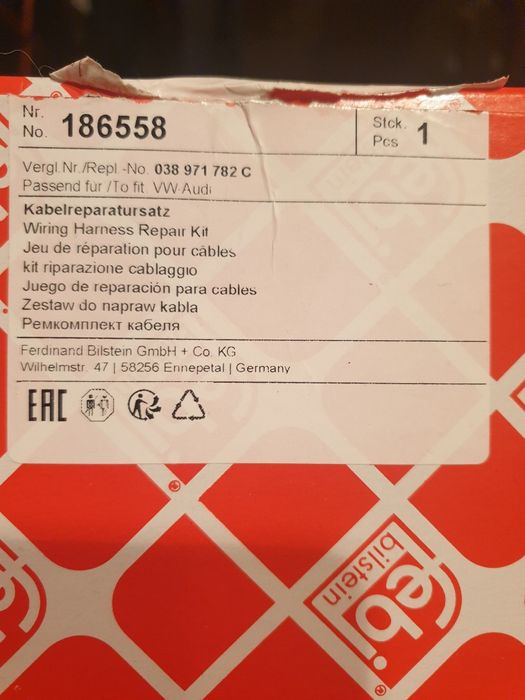 Nr.
No. 186558
Stck.
Pcs 1
Vergl.Nr./Repl.-No. 038 971 782 C
Passend für /To fit VW-Audi
Kabelreparatursatz
Wiring Harness Repair Kit
Jeu de réparation pour câbles
kit riparazione cablaggio
Juego de reparación para cables
Zestaw do napraw kabla
Ремкомплект кабеля
Ferdinand Bilstein GmbH + Co. KG
Wilhelmstr. 47 | 58256 Ennepetal | Germany
EAC
febi
bilstein